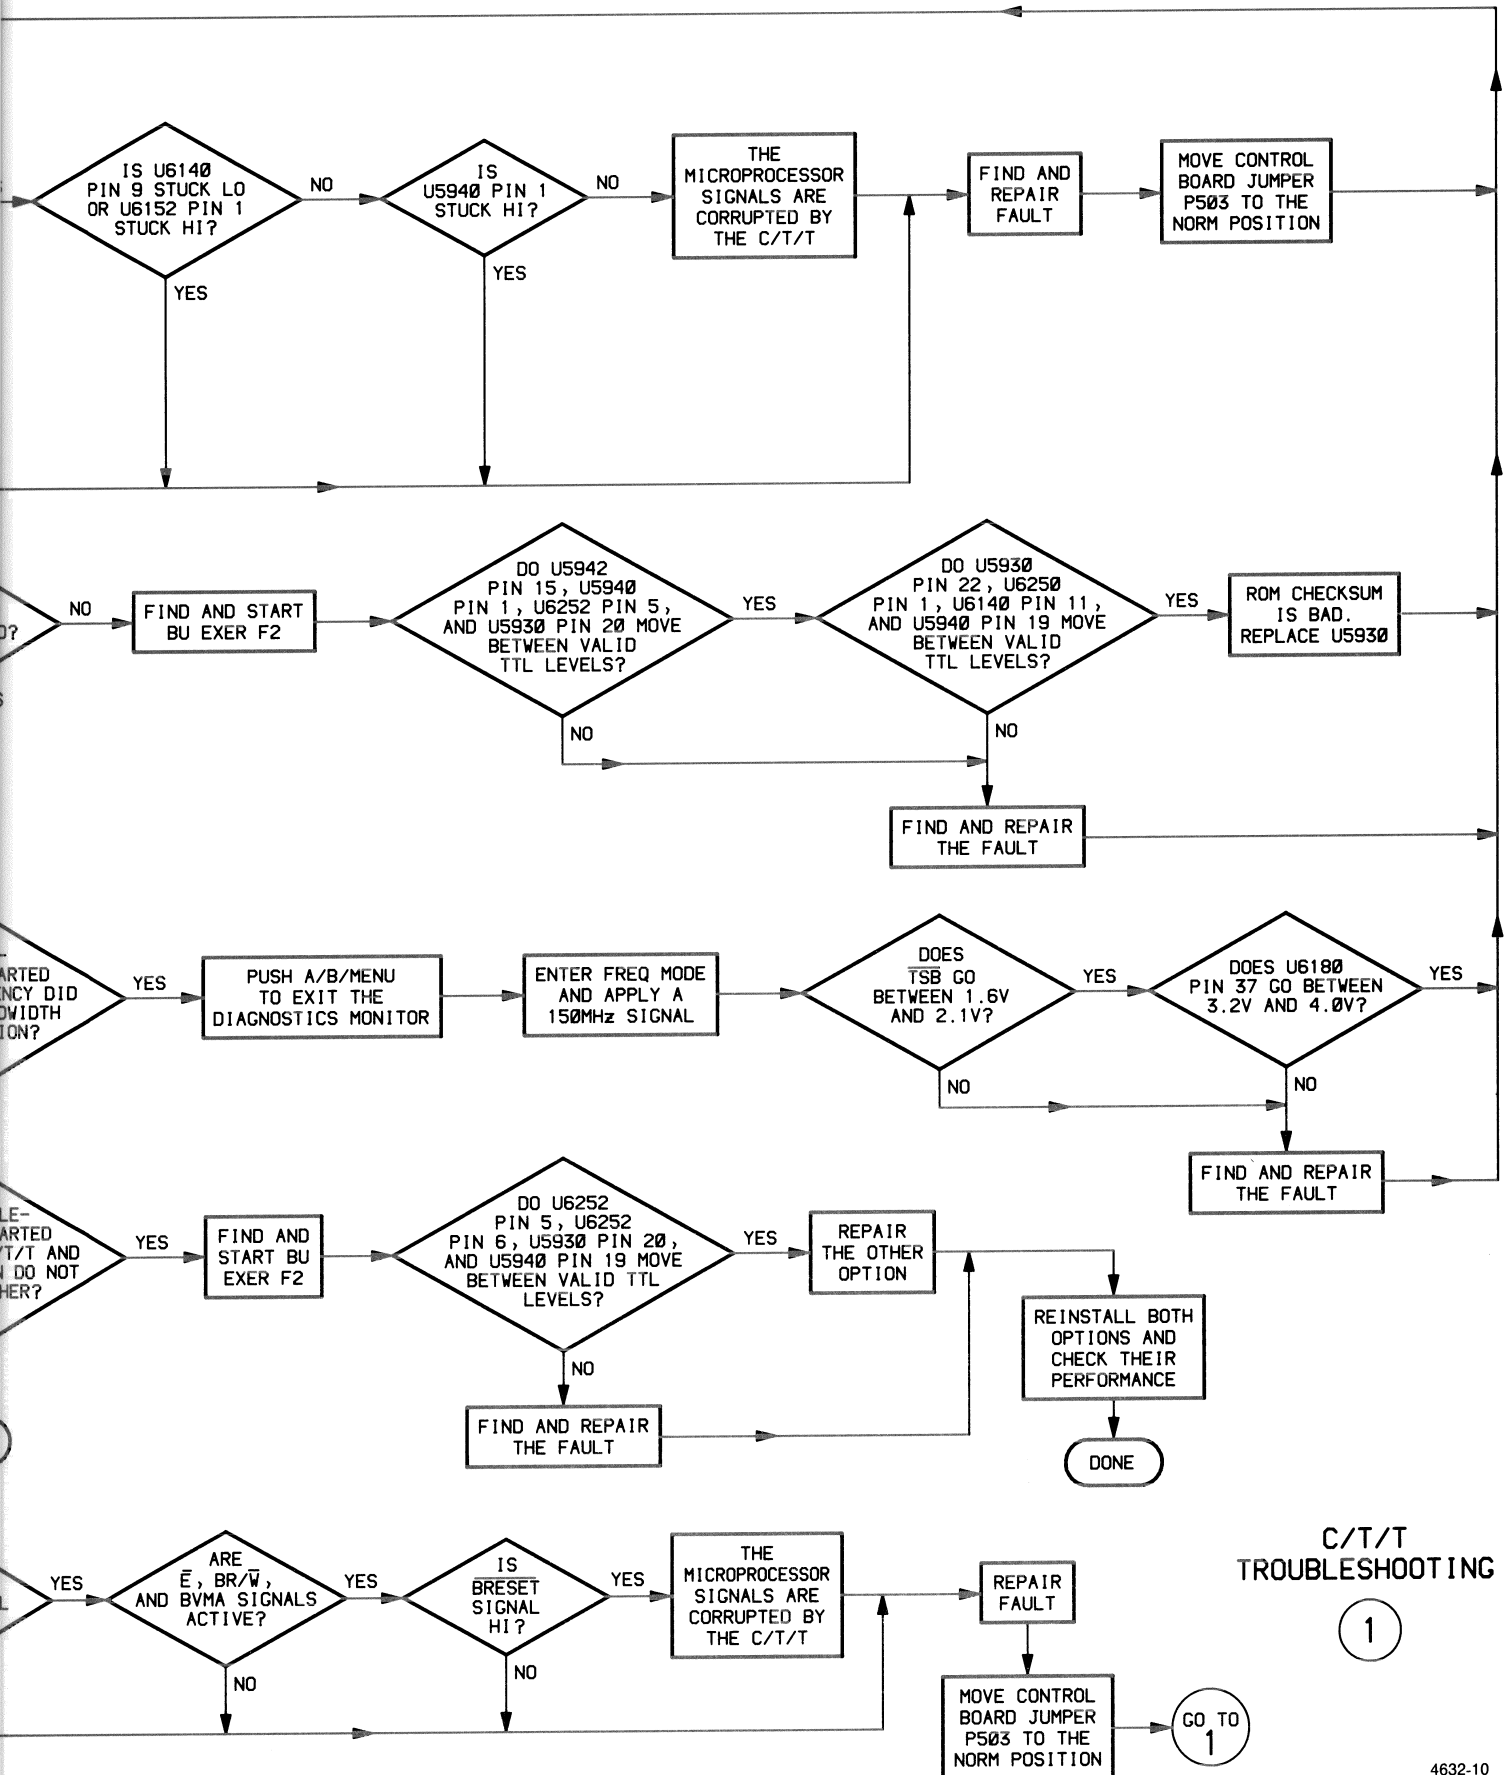 IS U6140
PIN 9 STUCK LO
OR U6152 PIN 1
STUCK HI?
NO
YES
IS
U5940 PIN 1
STUCK HI?
NO
YES
THE
MICROPROCESSOR
SIGNALS ARE
CORRUPTED BY
THE C/T/T
FIND AND
REPAIR
FAULT
MOVE CONTROL
BOARD JUMPER
P503 TO THE
NORM POSITION
NO
FIND AND START
BU EXER F2
DO U5942
PIN 15, U5940
PIN 1, U6252 PIN 5,
AND U5930 PIN 20 MOVE
BETWEEN VALID
TTL LEVELS?
YES
NO
DO U5930
PIN 22, U6250
PIN 1, U6140 PIN 11,
AND U5940 PIN 19 MOVE
BETWEEN VALID
TTL LEVELS?
YES
NO
ROM CHECKSUM
IS BAD.
REPLACE U5930
FIND AND REPAIR
THE FAULT
ARTED
NCY DID
DWIDTH
ION?
YES
PUSH A/B/MENU
TO EXIT THE
DIAGNOSTICS MONITOR
ENTER FREQ MODE
AND APPLY A
150MHz SIGNAL
DOES
T̅S̅B̅ GO
BETWEEN 1.6V
AND 2.1V?
YES
NO
DOES U6180
PIN 37 GO BETWEEN
3.2V AND 4.0V?
YES
NO
FIND AND REPAIR
THE FAULT
LE-
ARTED
/T/T AND
N DO NOT
HER?
YES
FIND AND
START BU
EXER F2
DO U6252
PIN 5, U6252
PIN 6, U5930 PIN 20,
AND U5940 PIN 19 MOVE
BETWEEN VALID TTL
LEVELS?
YES
NO
REPAIR
THE OTHER
OPTION
FIND AND REPAIR
THE FAULT
REINSTALL BOTH
OPTIONS AND
CHECK THEIR
PERFORMANCE
DONE
YES
ARE
E̅, BR/W̅,
AND BVMA SIGNALS
ACTIVE?
YES
NO
IS
B̅R̅E̅S̅E̅T̅
SIGNAL
HI?
YES
NO
THE
MICROPROCESSOR
SIGNALS ARE
CORRUPTED BY
THE C/T/T
REPAIR
FAULT
MOVE CONTROL
BOARD JUMPER
P503 TO THE
NORM POSITION
GO TO
1
C/T/T
TROUBLESHOOTING
1
4632-10